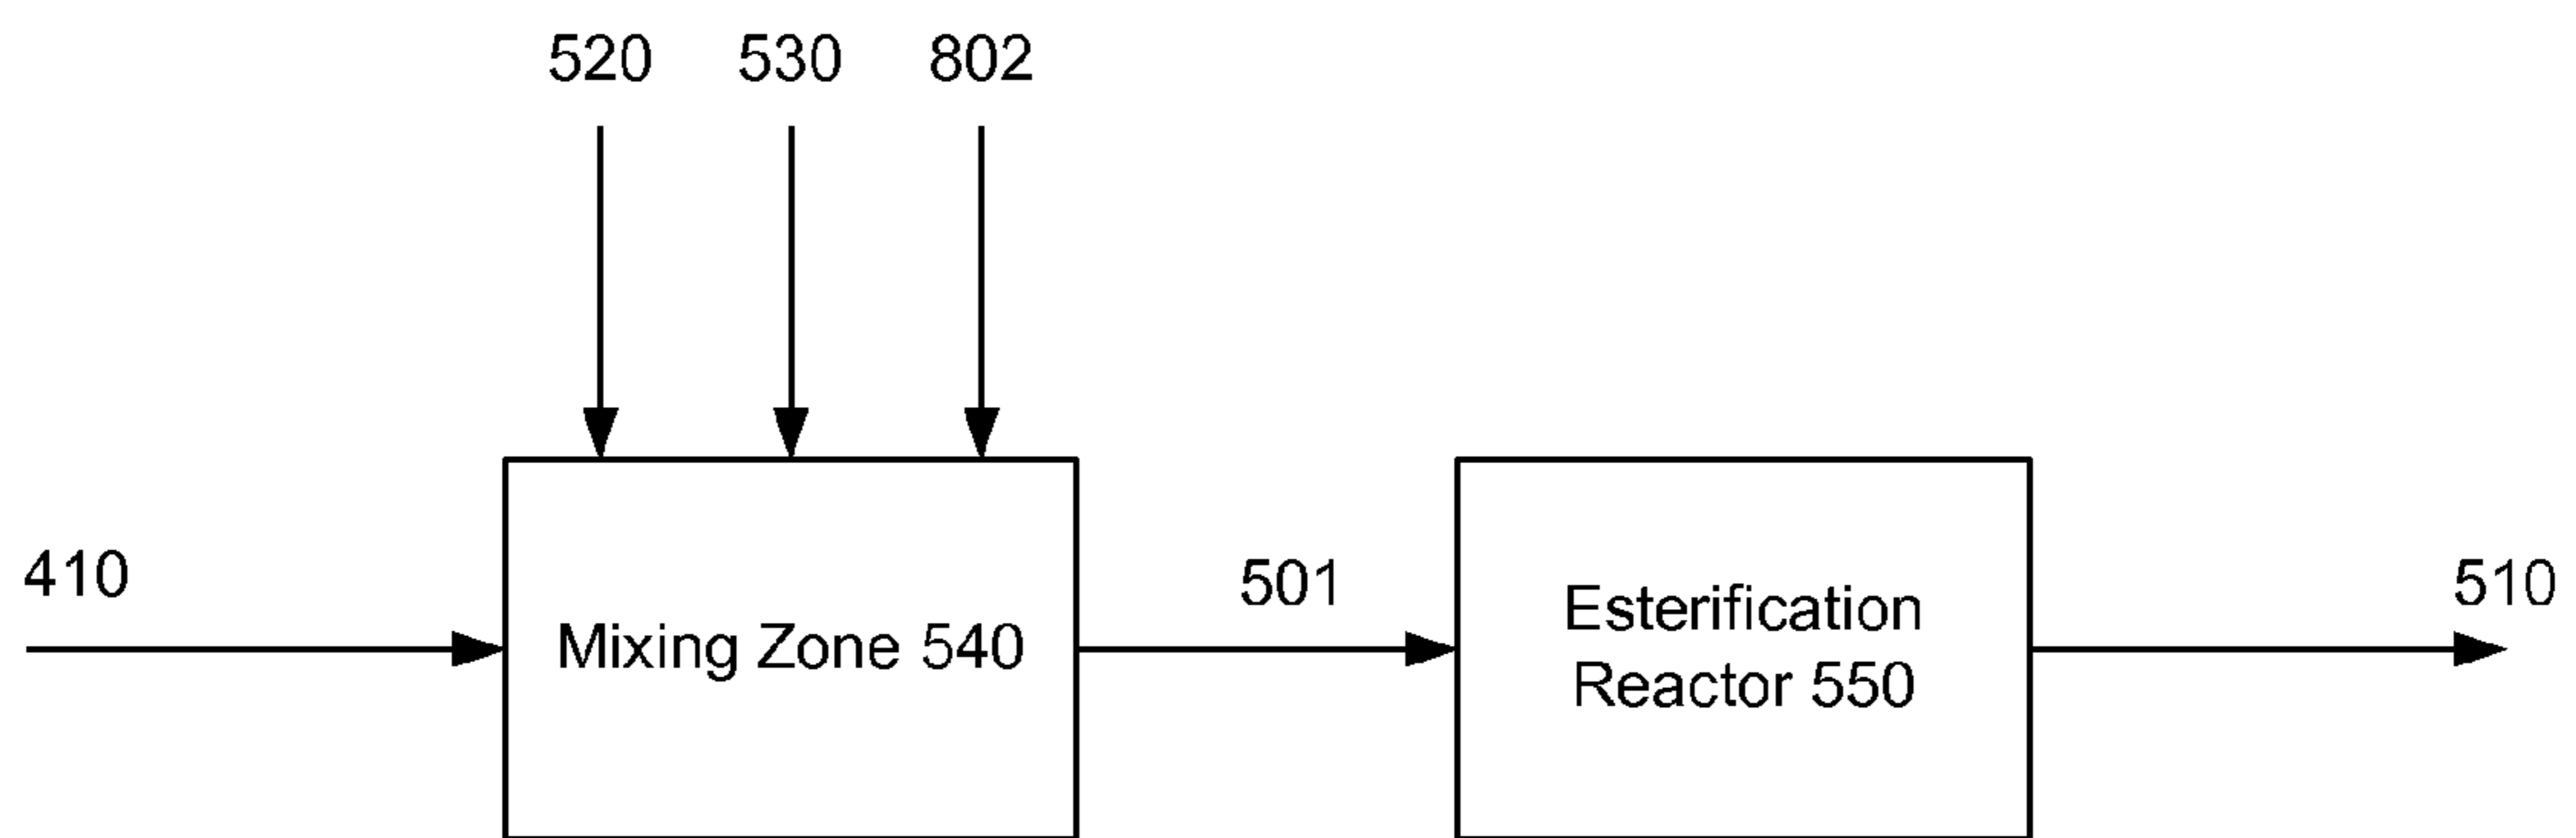 520 530 802
410
Mixing Zone 540
501
Esterification
Reactor 550
510